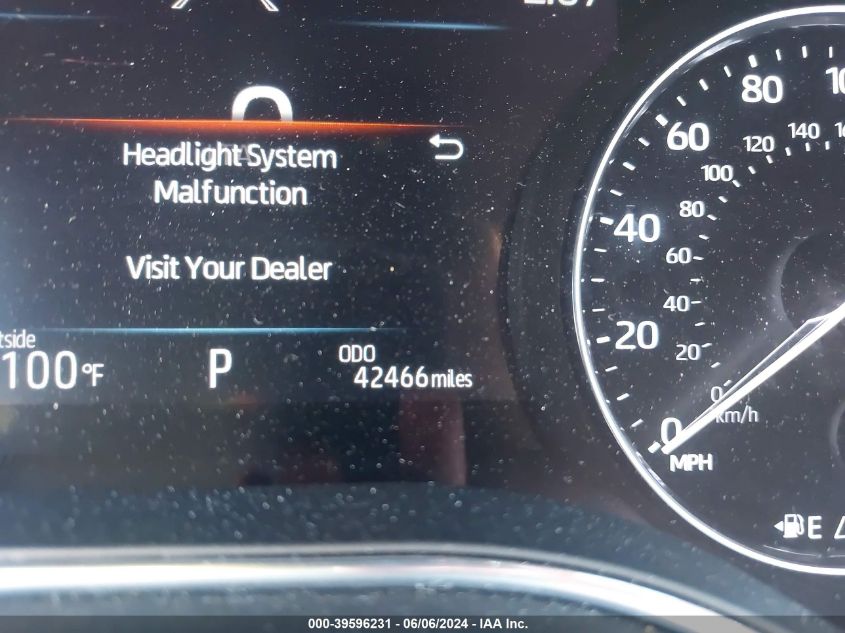 80
60
120
140
100
Headlight System
Malfunction
80
40
60
Visit Your Dealer
40
20
20
100°F
P
ODO
42466 miles
0
km/h
0
MPH
E
000-39596231 - 06/06/2024 - IAA Inc.